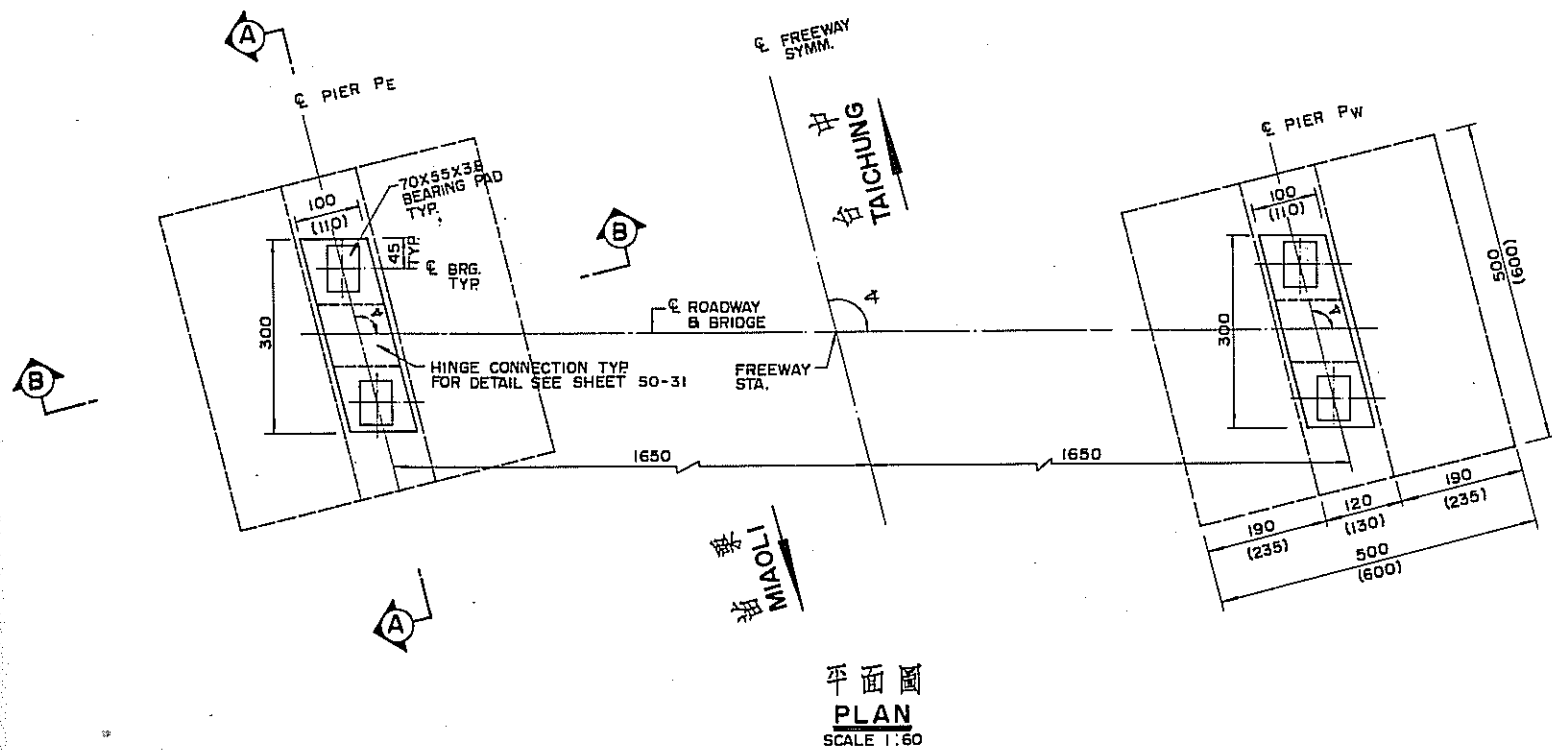 A
℄ PIER PE
70X55X3.8
BEARING PAD
TYP.
100
(110)
45
TYP.
℄ BRG.
TYP.
300
B
B
HINGE CONNECTION TYP.
FOR DETAIL SEE SHEET 50-31
A
℄ FREEWAY
SYMM.
台中
TAICHUNG
℄ ROADWAY
& BRIDGE
FREEWAY
STA.
1650
1650
苗栗
MIAOLI
℄ PIER PW
100
(110)
300
500
(600)
190
(235)
120
(130)
190
(235)
500
(600)
平面圖
PLAN
SCALE 1:60